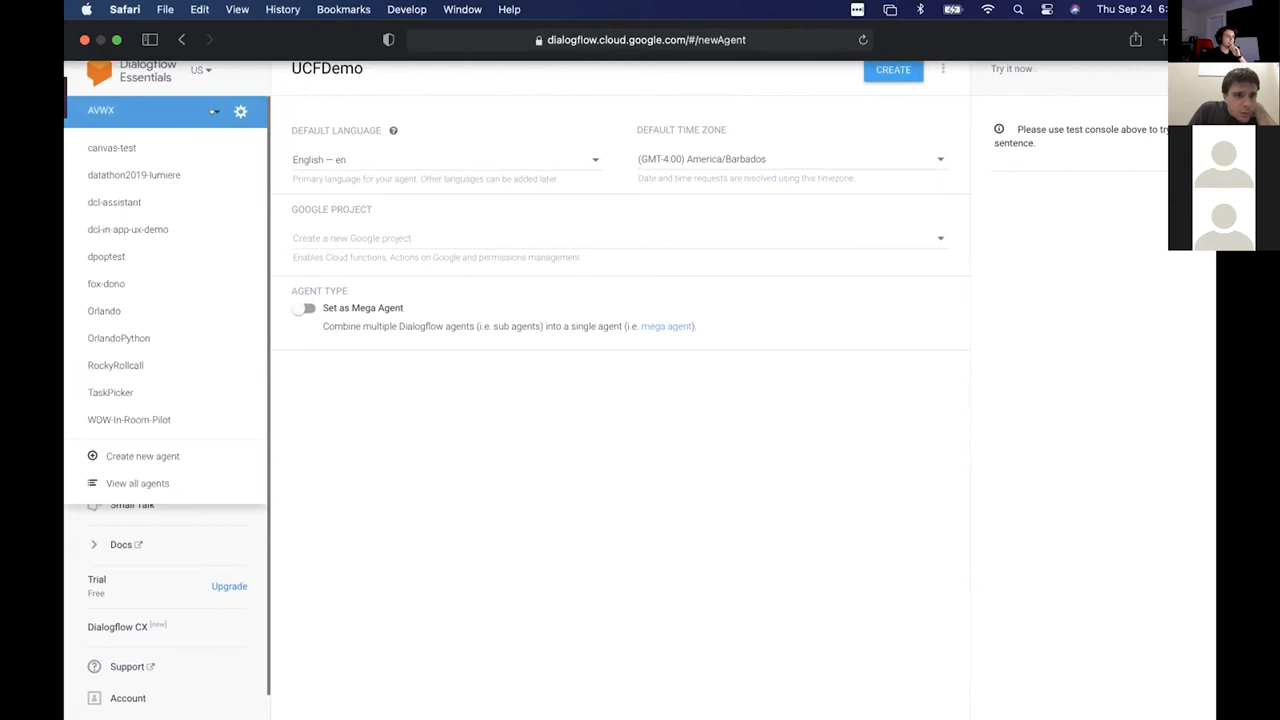 Safari File Edit View History Bookmarks Develop Window Help Thu Sep 24 6:
dialogflow.cloud.google.com/#/newAgent
Dialogflow
Essentials
US
UCFDemo
CREATE
Try it now
AVWX
canvas-test
datathon2019-lumiere
dcl-assistant
dcl-in-app-ux-demo
dpoptest
fox-dono
Orlando
OrlandoPython
RockyRollcall
TaskPicker
WDW-In-Room-Pilot
Create new agent
View all agents
Small Talk
Docs
Trial
Free
Upgrade
Dialogflow CX [new]
Support
Account
DEFAULT LANGUAGE
English — en
Primary language for your agent. Other languages can be added later.
DEFAULT TIME ZONE
(GMT-4:00) America/Barbados
Date and time requests are resolved using this timezone.
GOOGLE PROJECT
Create a new Google project
Enables Cloud functions, Actions on Google and permissions management
AGENT TYPE
Set as Mega Agent
Combine multiple Dialogflow agents (i.e. sub agents) into a single agent (i.e. mega agent).
Please use test console above to try
sentence.